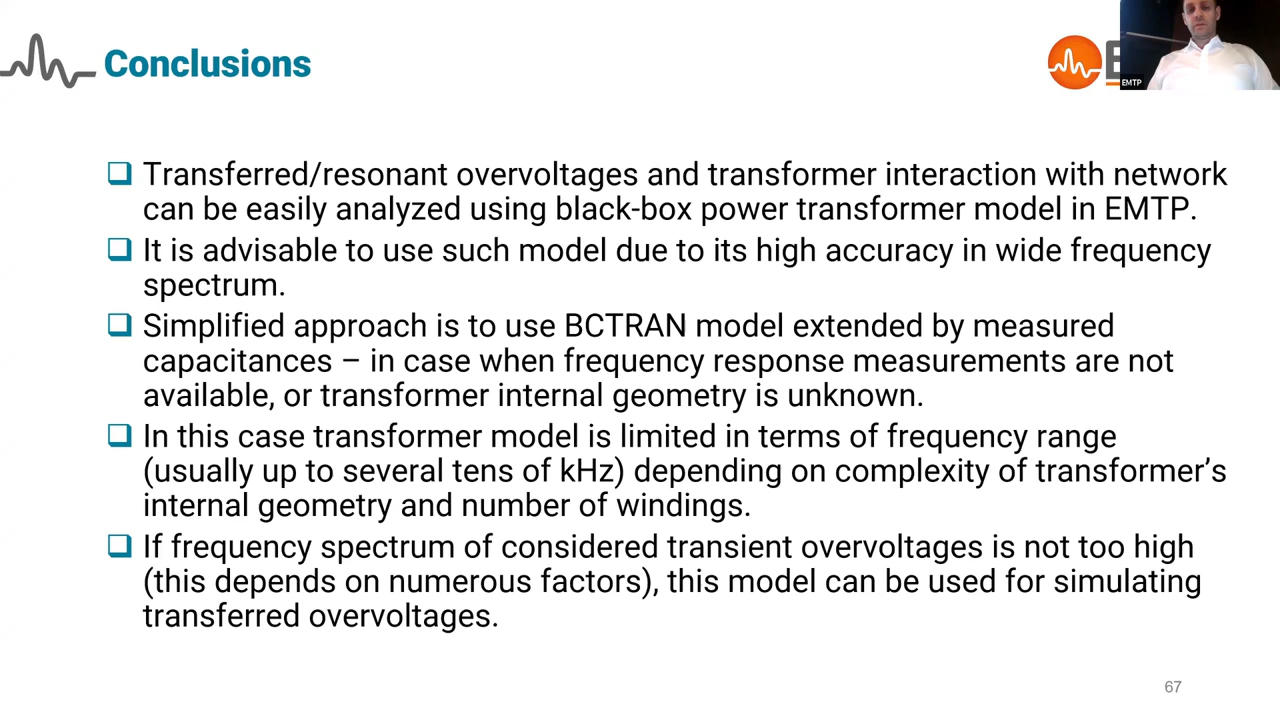 Conclusions
E
EMTP
Transferred/resonant overvoltages and transformer interaction with network
can be easily analyzed using black-box power transformer model in EMTP.
It is advisable to use such model due to its high accuracy in wide frequency
spectrum.
Simplified approach is to use BCTRAN model extended by measured
capacitances – in case when frequency response measurements are not
available, or transformer internal geometry is unknown.
In this case transformer model is limited in terms of frequency range
(usually up to several tens of kHz) depending on complexity of transformer’s
internal geometry and number of windings.
If frequency spectrum of considered transient overvoltages is not too high
(this depends on numerous factors), this model can be used for simulating
transferred overvoltages.
67